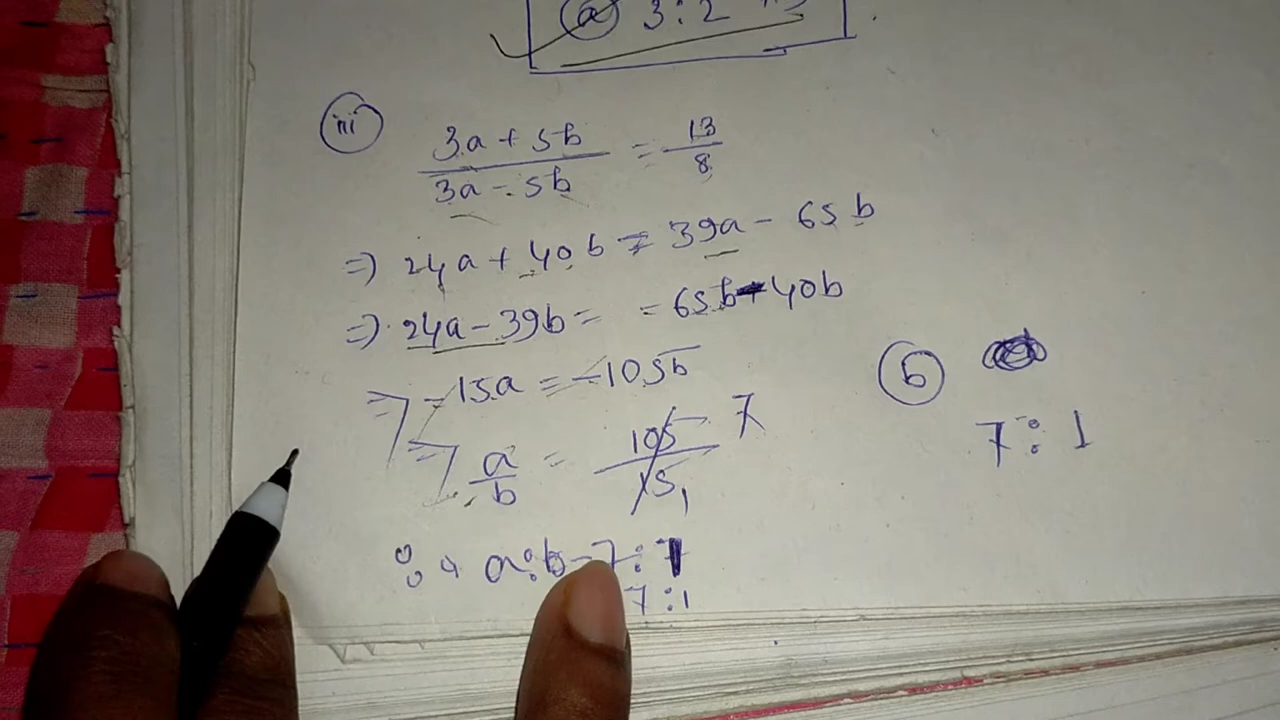 (a) 3:2
(iii) (3a + 5b)/(3a - 5b) = 13/8
=> 24a + 40b = 39a - 65b
=> 24a - 39b = = 65b - 40b
=> -15a = -105b
=> a/b = 105/15 7 1
∴ a:b = 7:1
7:1
(b)
7:1